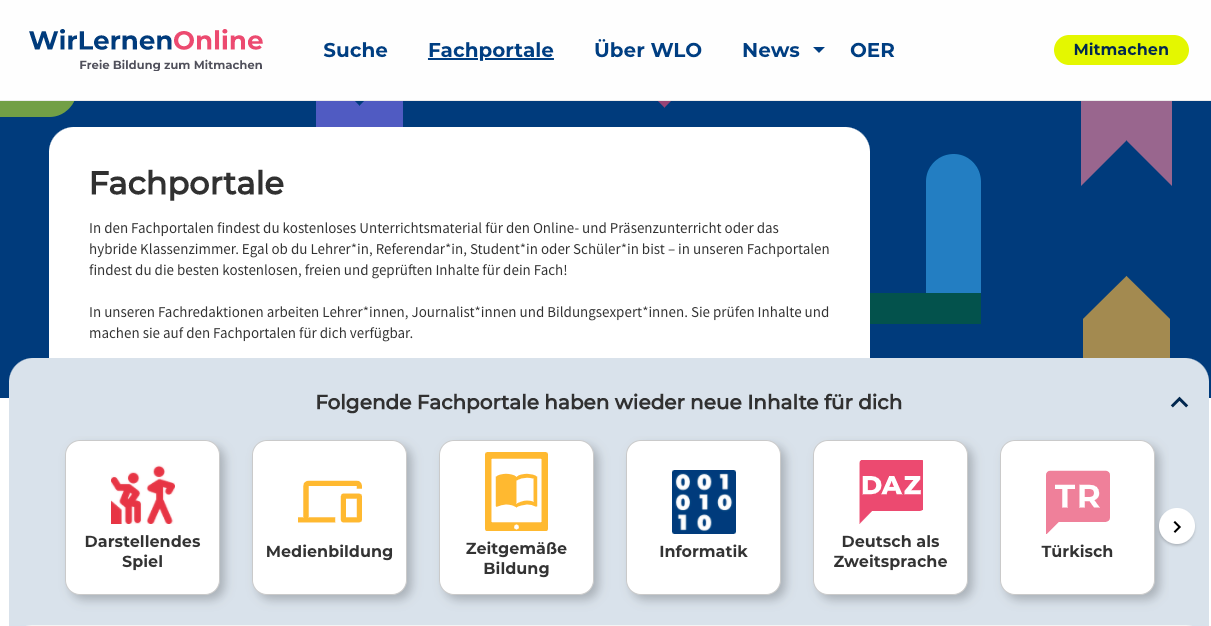 WirLernenOnline
Freie Bildung zum Mitmachen
Suche
Fachportale
Über WLO
News
OER
Mitmachen
Fachportale
In den Fachportalen findest du kostenloses Unterrichtsmaterial für den Online- und Präsenzunterricht oder das
hybride Klassenzimmer. Egal ob du Lehrer*in, Referendar*in, Student*in oder Schüler*in bist – in unseren Fachportalen
findest du die besten kostenlosen, freien und geprüften Inhalte für dein Fach!
In unseren Fachredaktionen arbeiten Lehrer*innen, Journalist*innen und Bildungsexpert*innen. Sie prüfen Inhalte und
machen sie auf den Fachportalen für dich verfügbar.
Folgende Fachportale haben wieder neue Inhalte für dich
Darstellendes
Spiel
Medienbildung
Zeitgemäße
Bildung
001
010
10
Informatik
DAZ
Deutsch als
Zweitsprache
TR
Türkisch